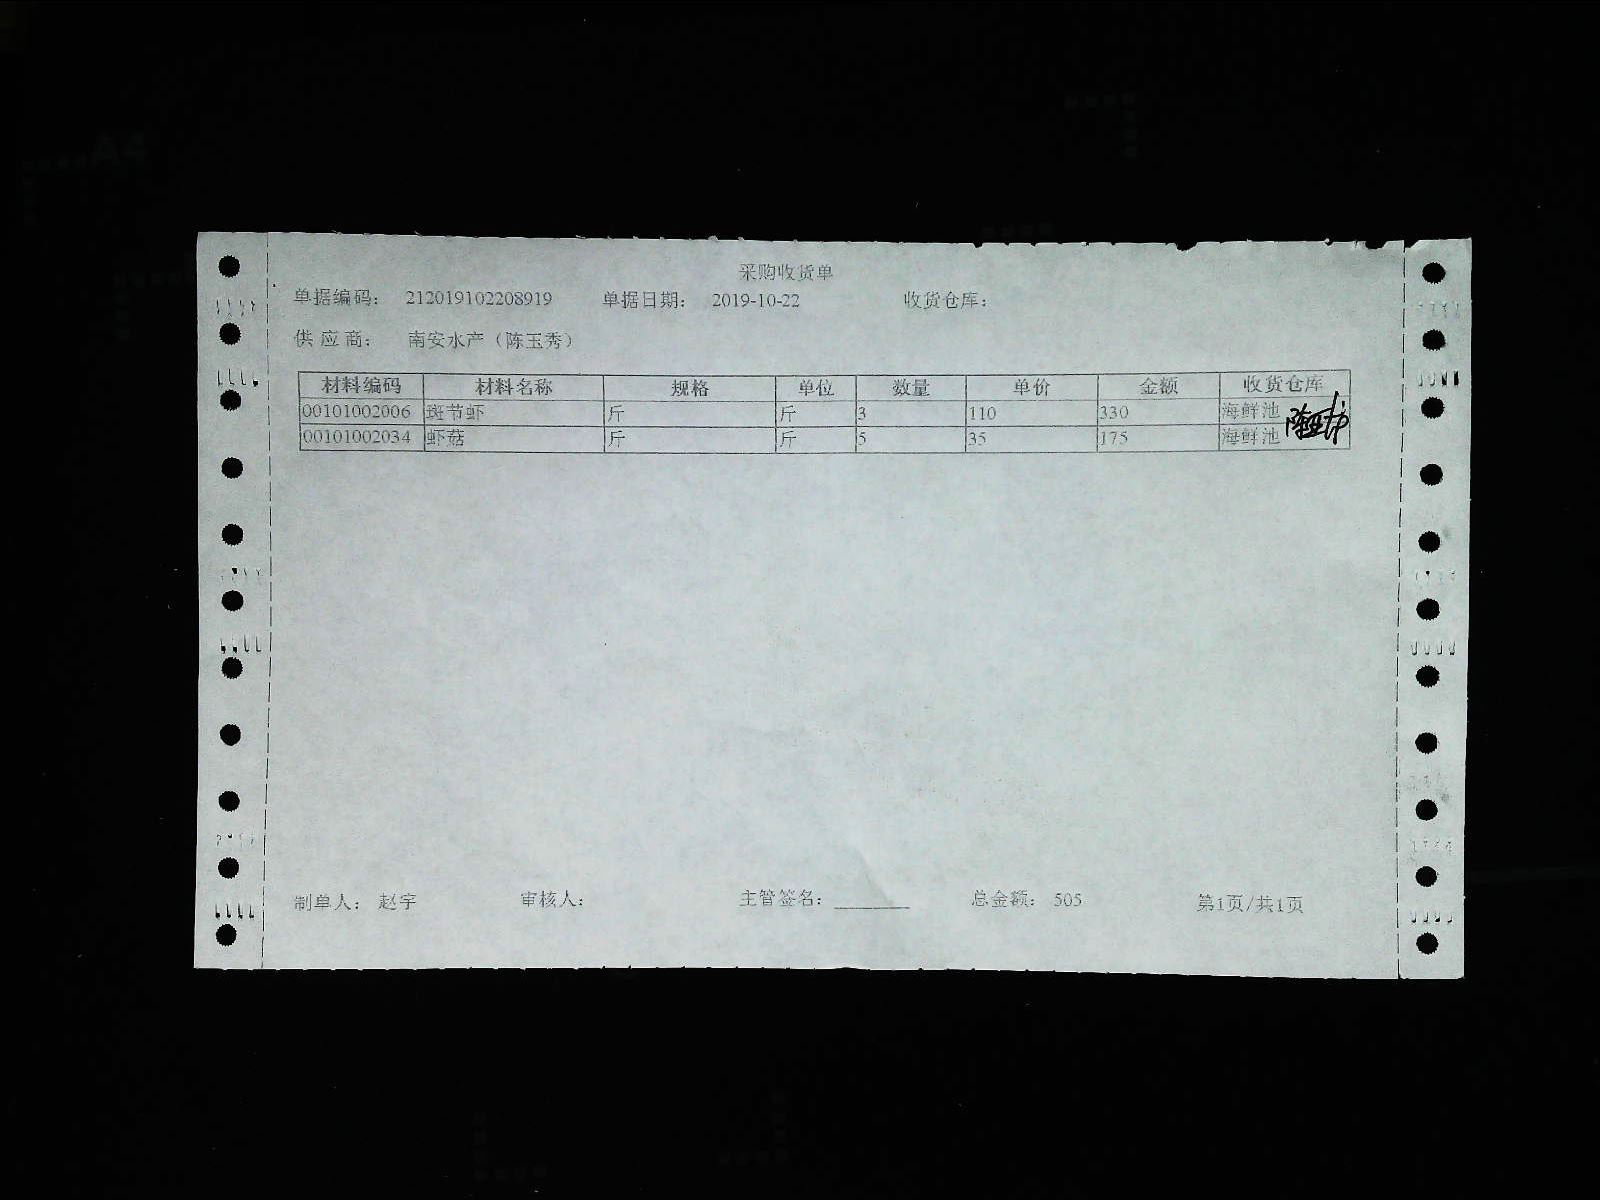 采购收货单
单据编码: 212019102208919 单据日期: 2019-10-22 收货仓库:
供 应 商: 南安水产（陈玉秀）
材料编码 材料名称 规格 单位 数量 单价 金额 收货仓库
00101002006 斑节虾 斤 斤 3 110 330 海鲜池
00101002034 虾菇 斤 斤 5 35 175 海鲜池
制单人: 赵宇 审核人: 主管签名: ________ 总金额: 505 第1页/共1页